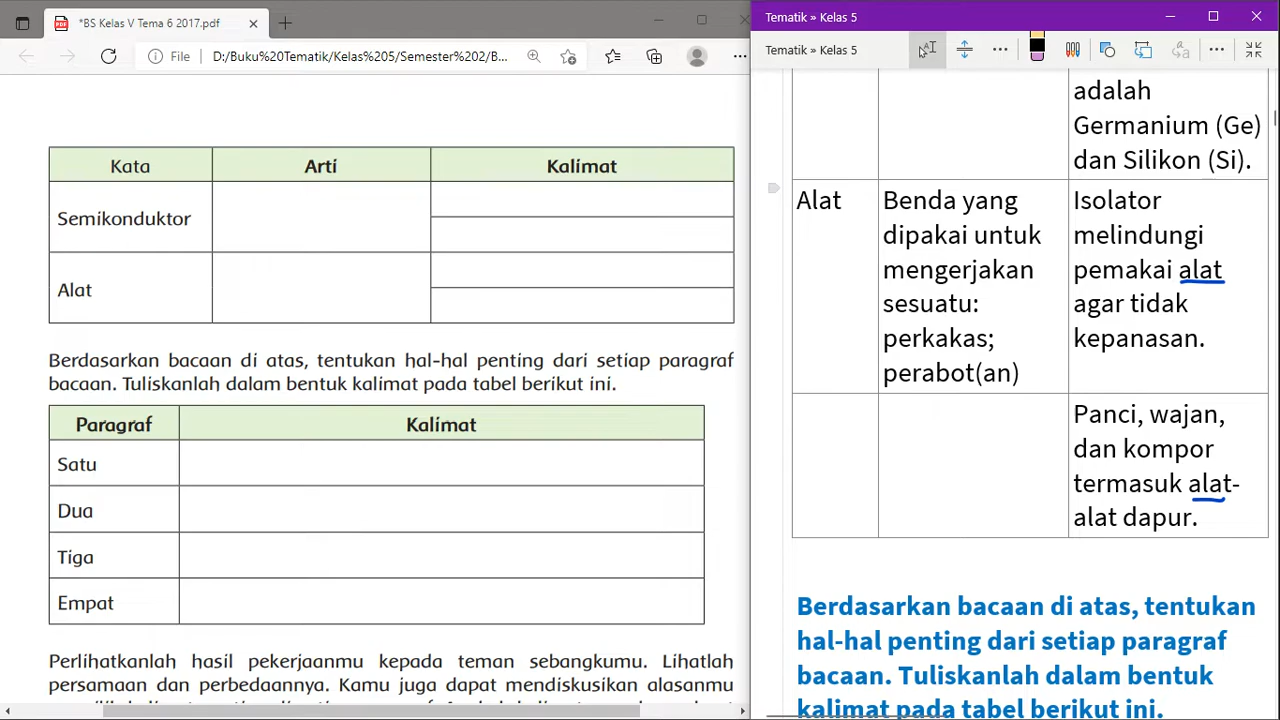 *BS Kelas V Tema 6 2017.pdf
File
D:/Buku%20Tematik/Kelas%205/Semester%202/B...
Kata Arti Kalimat
Semikonduktor
Alat
Berdasarkan bacaan di atas, tentukan hal-hal penting dari setiap paragraf
bacaan. Tuliskanlah dalam bentuk kalimat pada tabel berikut ini.
Paragraf Kalimat
Satu
Dua
Tiga
Empat
Perlihatkanlah hasil pekerjaanmu kepada teman sebangkumu. Lihatlah
persamaan dan perbedaannya. Kamu juga dapat mendiskusikan alasanmu
Tematik » Kelas 5
Tematik » Kelas 5
adalah
Germanium (Ge)
dan Silikon (Si).
Alat
Benda yang
dipakai untuk
mengerjakan
sesuatu:
perkakas;
perabot(an)
Isolator
melindungi
pemakai alat
agar tidak
kepanasan.
Panci, wajan,
dan kompor
termasuk alat-
alat dapur.
Berdasarkan bacaan di atas, tentukan
hal-hal penting dari setiap paragraf
bacaan. Tuliskanlah dalam bentuk
kalimat pada tabel berikut ini.